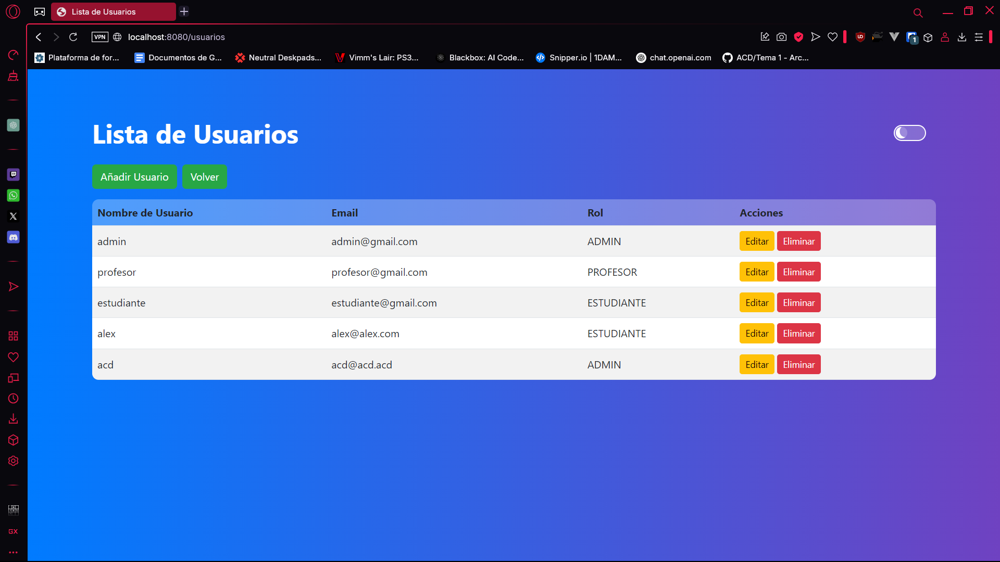 Lista de Usuarios
VPN localhost:8080/usuarios
1
Plataforma de for... Documentos de G... Neutral Deskpads... Vimm's Lair: PS3... Blackbox: AI Code... Snipper.io | 1DAM... chat.openai.com ACD/Tema 1 - Arc...
Lista de Usuarios
Añadir Usuario Volver
Nombre de Usuario Email Rol Acciones
admin admin@gmail.com ADMIN Editar Eliminar
profesor profesor@gmail.com PROFESOR Editar Eliminar
estudiante estudiante@gmail.com ESTUDIANTE Editar Eliminar
alex alex@alex.com ESTUDIANTE Editar Eliminar
acd acd@acd.acd ADMIN Editar Eliminar
GX